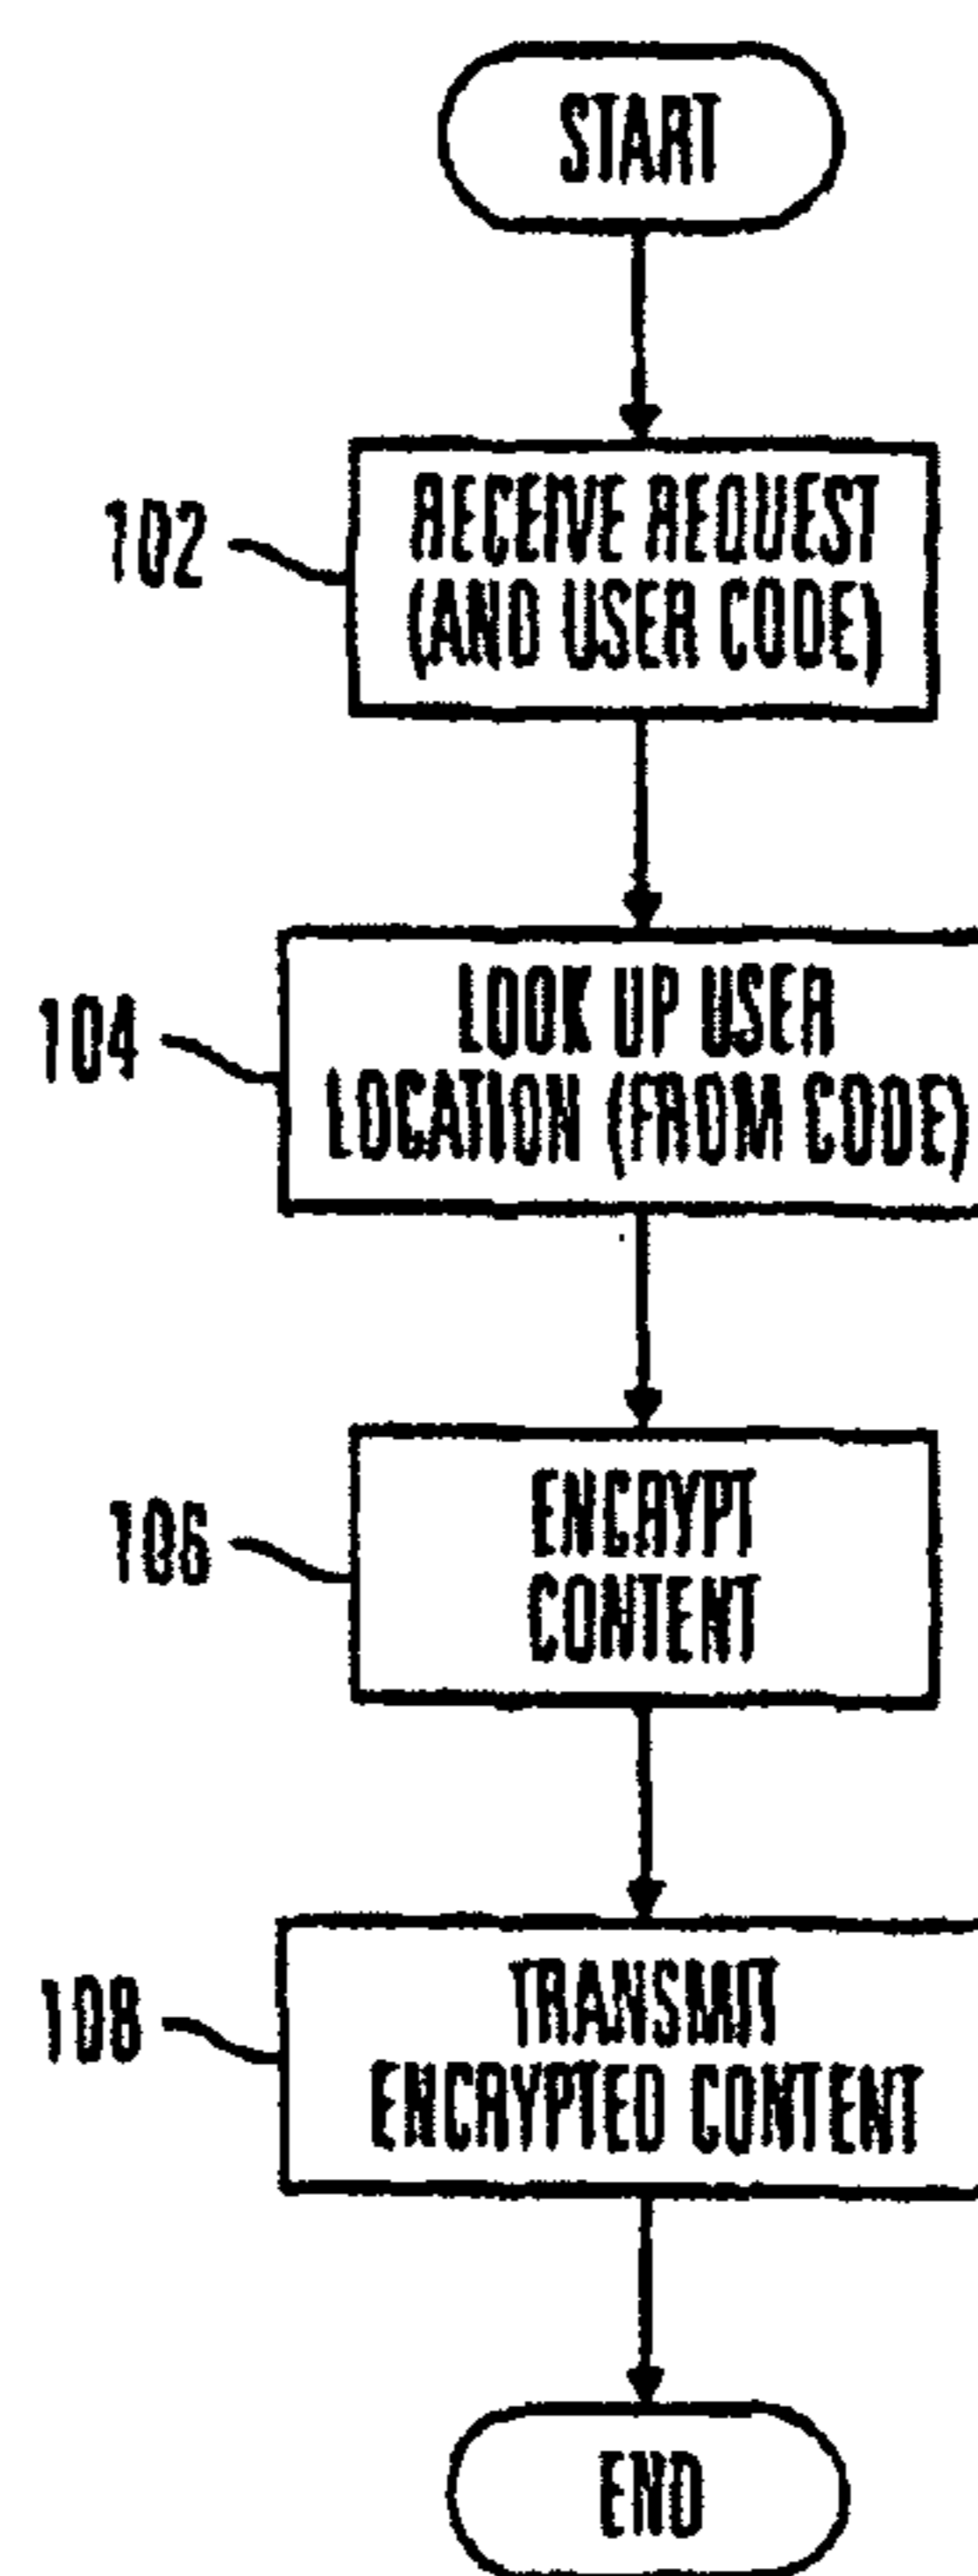 START
102
RECEIVE REQUEST
(AND USER CODE)
104
LOOK UP USER
LOCATION (FROM CODE)
106
ENCRYPT
CONTENT
108
TRANSMIT
ENCRYPTED CONTENT
END